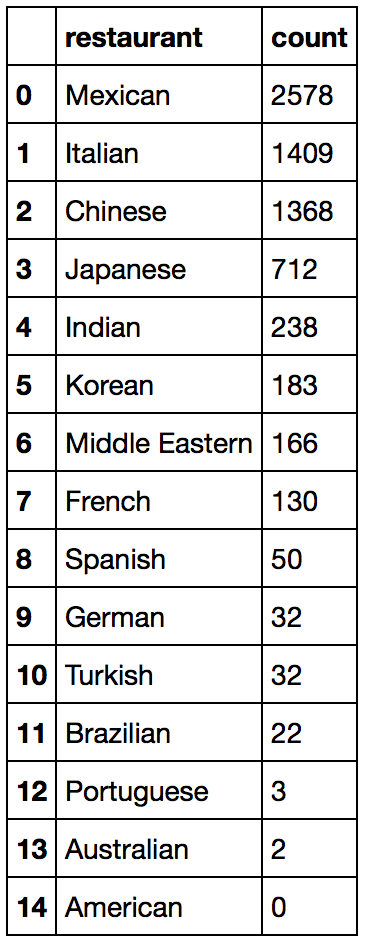 restaurant count
0 Mexican 2578
1 Italian 1409
2 Chinese 1368
3 Japanese 712
4 Indian 238
5 Korean 183
6 Middle Eastern 166
7 French 130
8 Spanish 50
9 German 32
10 Turkish 32
11 Brazilian 22
12 Portuguese 3
13 Australian 2
14 American 0